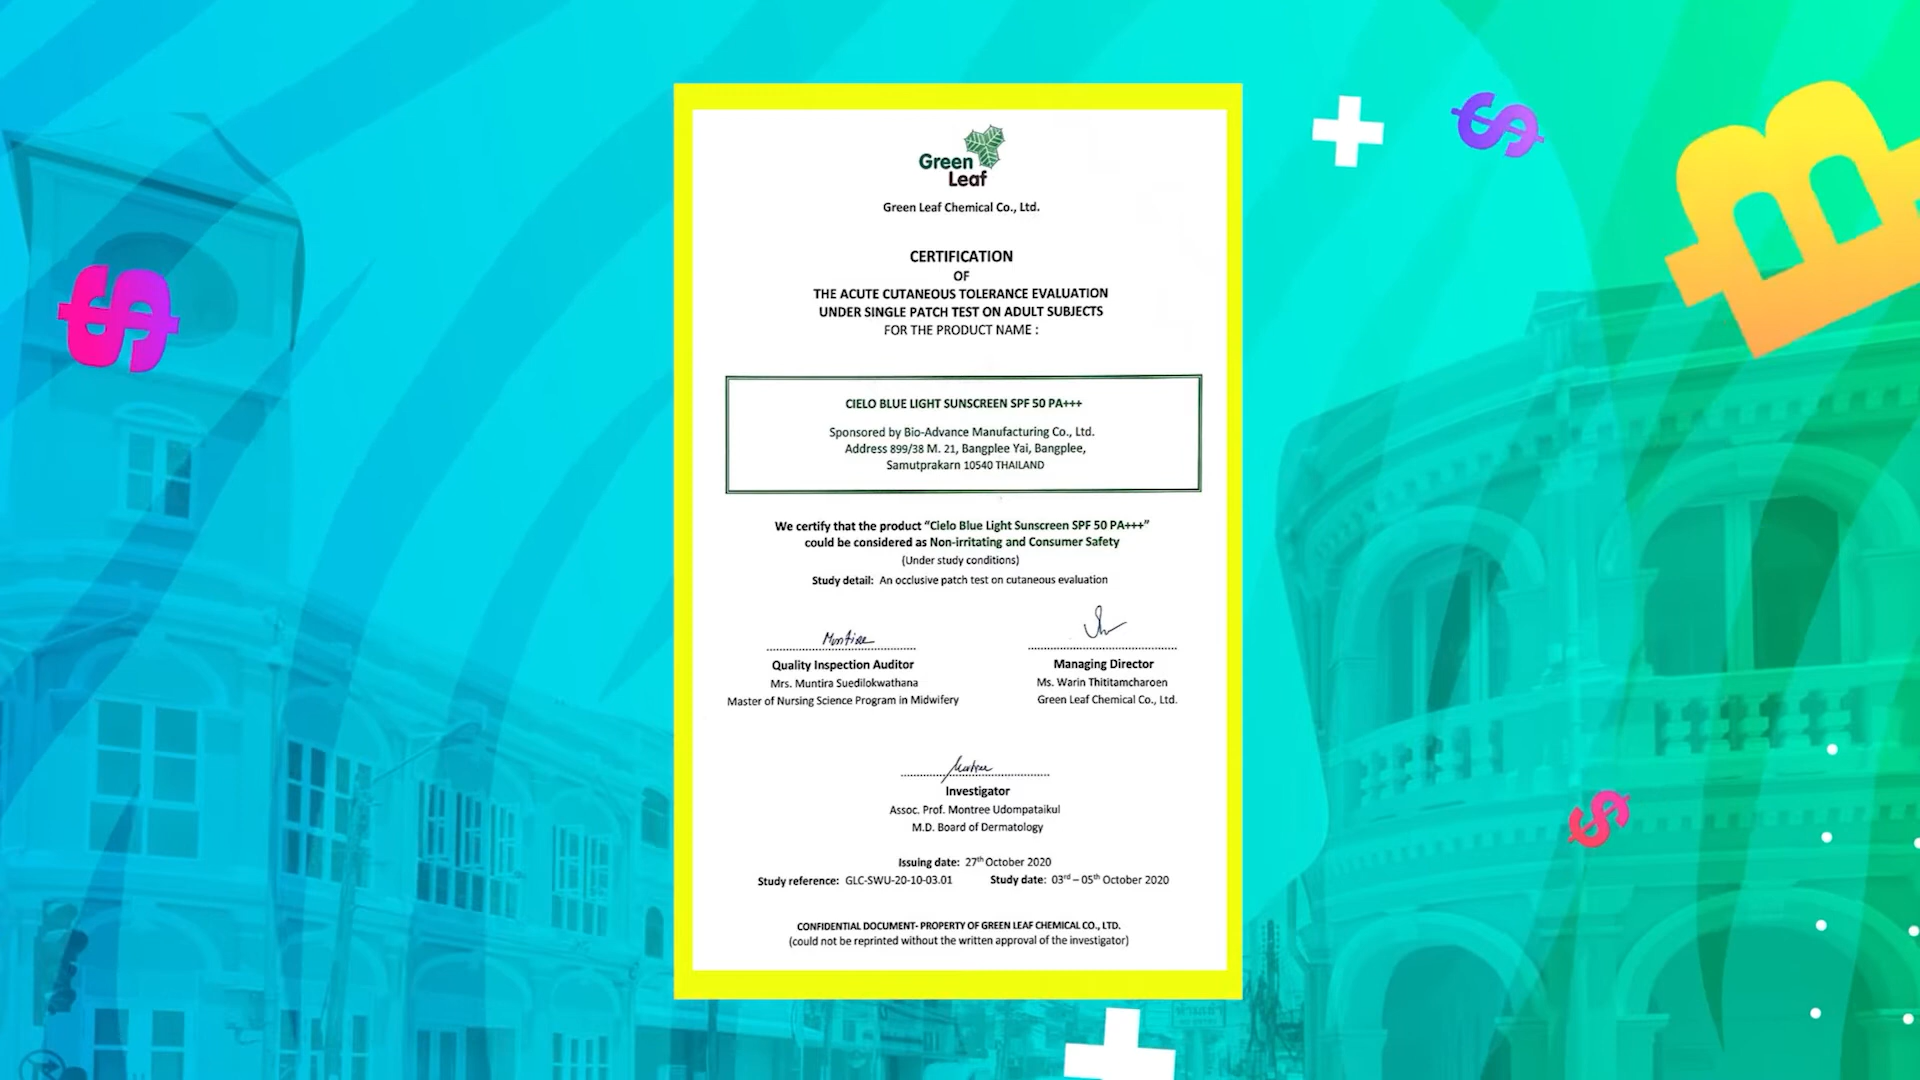 Green
Leaf
Green Leaf Chemical Co., Ltd.
CERTIFICATION
OF
THE ACUTE CUTANEOUS TOLERANCE EVALUATION
UNDER SINGLE PATCH TEST ON ADULT SUBJECTS
FOR THE PRODUCT NAME :
CIELO BLUE LIGHT SUNSCREEN SPF 50 PA+++
Sponsored by Bio-Advance Manufacturing Co., Ltd.
Address 899/38 M. 21, Bangplee Yai, Bangplee,
Samutprakarn 10540 THAILAND
We certify that the product “Cielo Blue Light Sunscreen SPF 50 PA+++”
could be considered as Non-irritating and Consumer Safety
(Under study conditions)
Study detail: An occlusive patch test on cutaneous evaluation
Quality Inspection Auditor
Mrs. Muntira Suedilokwathana
Master of Nursing Science Program in Midwifery
Managing Director
Ms. Warin Thititamcharoen
Green Leaf Chemical Co., Ltd.
Investigator
Assoc. Prof. Montree Udompataikul
M.D. Board of Dermatology
Issuing date: 27th October 2020
Study reference: GLC-SWU-20-10-03.01 Study date: 03rd – 05th October 2020
CONFIDENTIAL DOCUMENT- PROPERTY OF GREEN LEAF CHEMICAL CO., LTD.
(could not be reprinted without the written approval of the investigator)